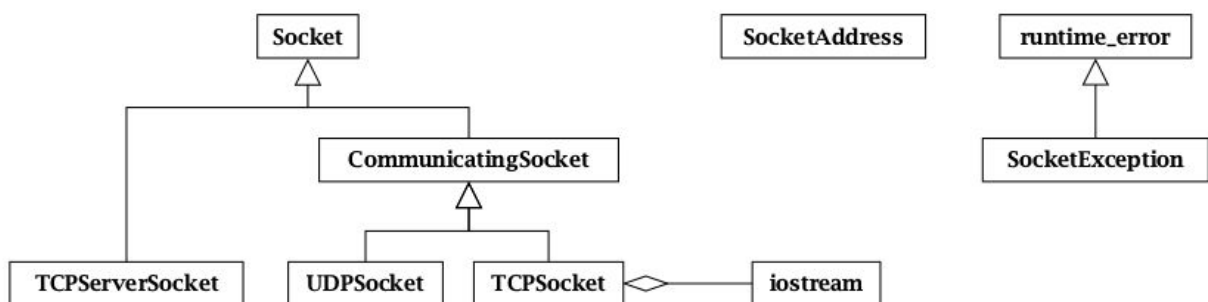 Socket
SocketAddress
runtime_error
CommunicatingSocket
SocketException
TCPServerSocket
UDPSocket
TCPSocket
iostream